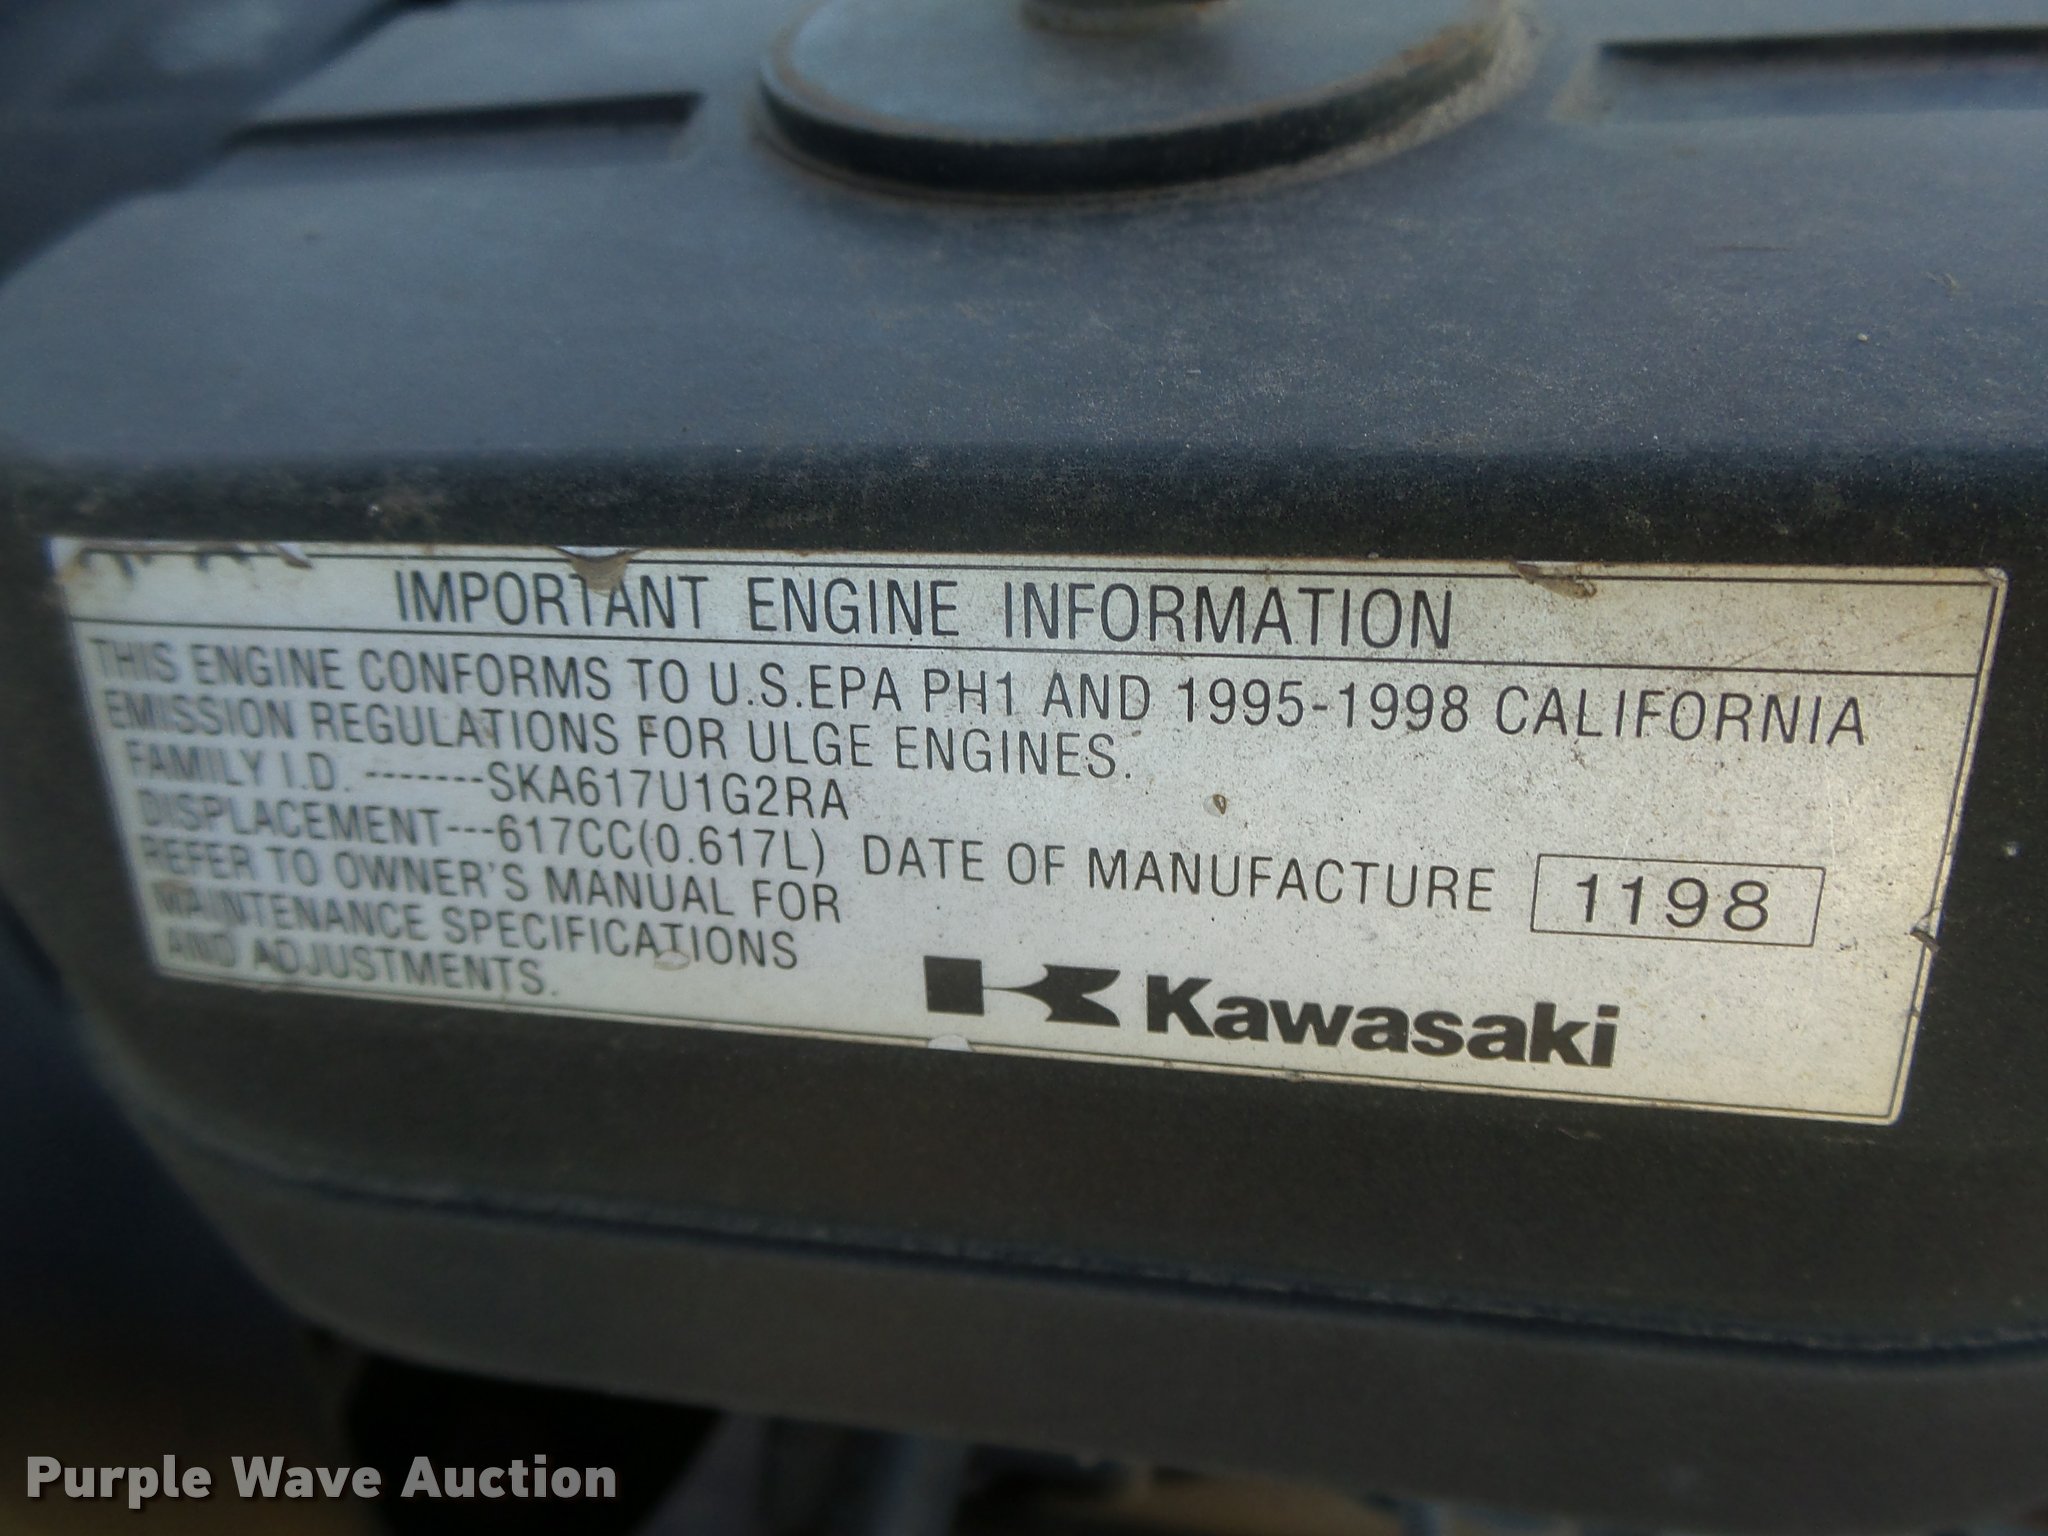 IMPORTANT ENGINE INFORMATION
THIS ENGINE CONFORMS TO U.S.EPA PH1 AND 1995-1998 CALIFORNIA
EMISSION REGULATIONS FOR ULGE ENGINES.
FAMILY I.D. -------SKA617U1G2RA
DISPLACEMENT---617CC(0.617L) DATE OF MANUFACTURE 1198
REFER TO OWNER'S MANUAL FOR
MAINTENANCE SPECIFICATIONS
AND ADJUSTMENTS.
Kawasaki
Purple Wave Auction